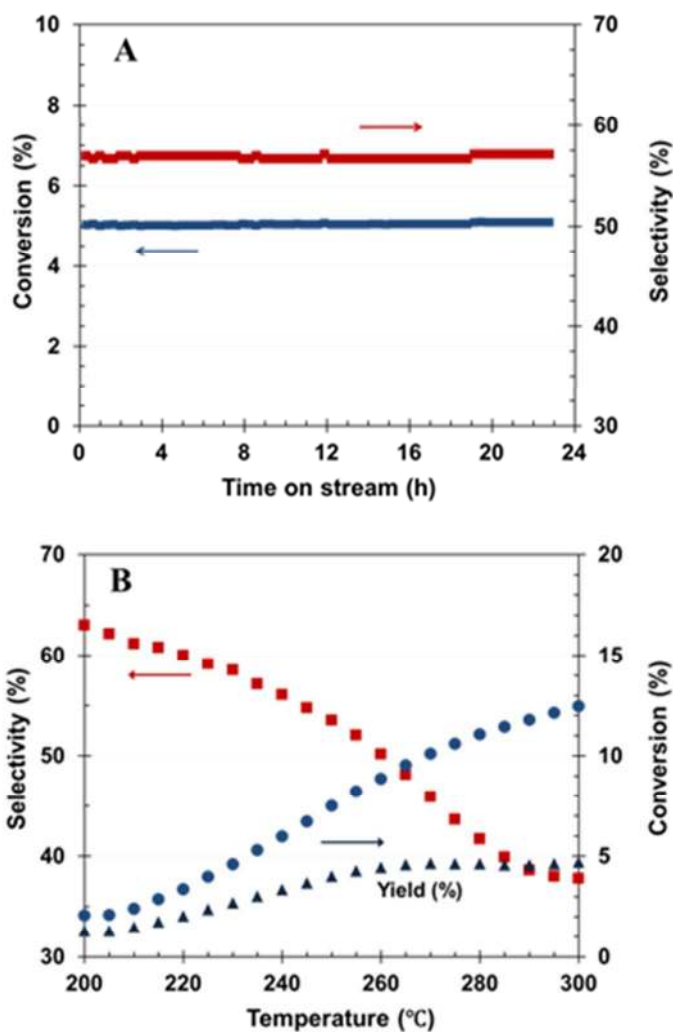 A
Conversion (%)
10
8
6
4
2
0
70
60
50
40
30
Selectivity (%)
0 4 8 12 16 20 24
Time on stream (h)
B
Selectivity (%)
70
60
50
40
30
20
15
10
5
0
Conversion (%)
Yield (%)
200 220 240 260 280 300
Temperature (℃)